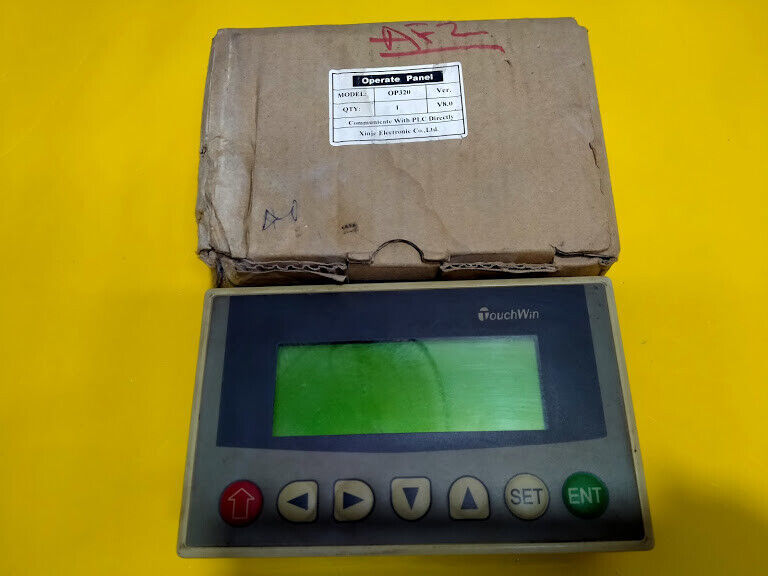 Operate Panel
MODEL: OP320 Ver.
QTY: 1 V8.0
Communicate With PLC Directly
Xinje Electronic Co.,Ltd.
TouchWin
SET ENT